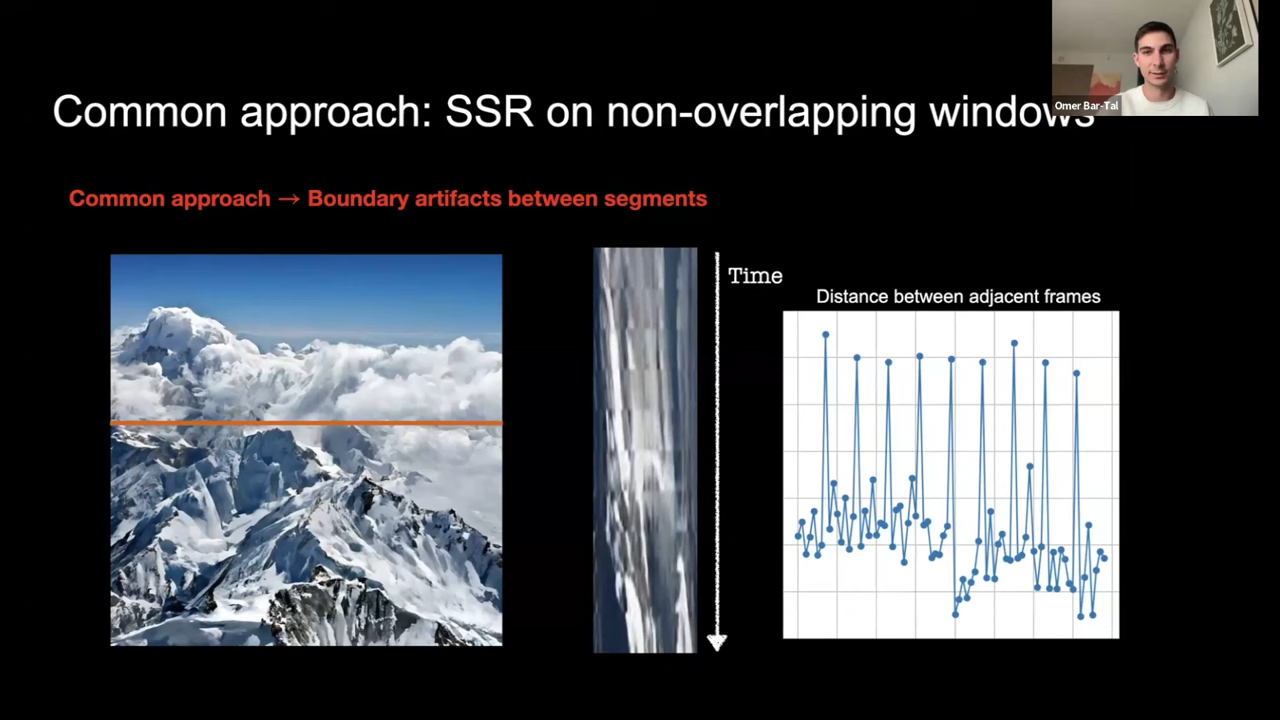 Omer Bar-Tal
Common approach: SSR on non-overlapping windows
Common approach → Boundary artifacts between segments
Time
Distance between adjacent frames